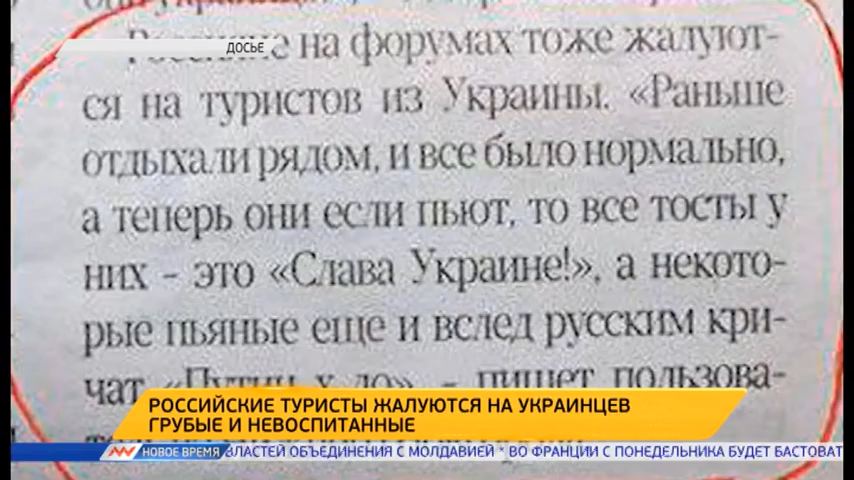 ДОСЬЕ
на форумах тоже жалуют-
ся на туристов из Украины. «Раньше
отдыхали рядом, и все было нормально,
а теперь они если пьют, то все тосты у
них – это «Слава Украине!», а некото-
рые пьяные еще и вслед русским кри-
чат «Путин х..ло», – пишет пользова-
РОССИЙСКИЕ ТУРИСТЫ ЖАЛУЮТСЯ НА УКРАИНЦЕВ
ГРУБЫЕ И НЕВОСПИТАННЫЕ
НОВОЕ ВРЕМЯ ВЛАСТЕЙ ОБЪЕДИНЕНИЯ С МОЛДАВИЕЙ * ВО ФРАНЦИИ С ПОНЕДЕЛЬНИКА БУДЕТ БАСТОВАТ